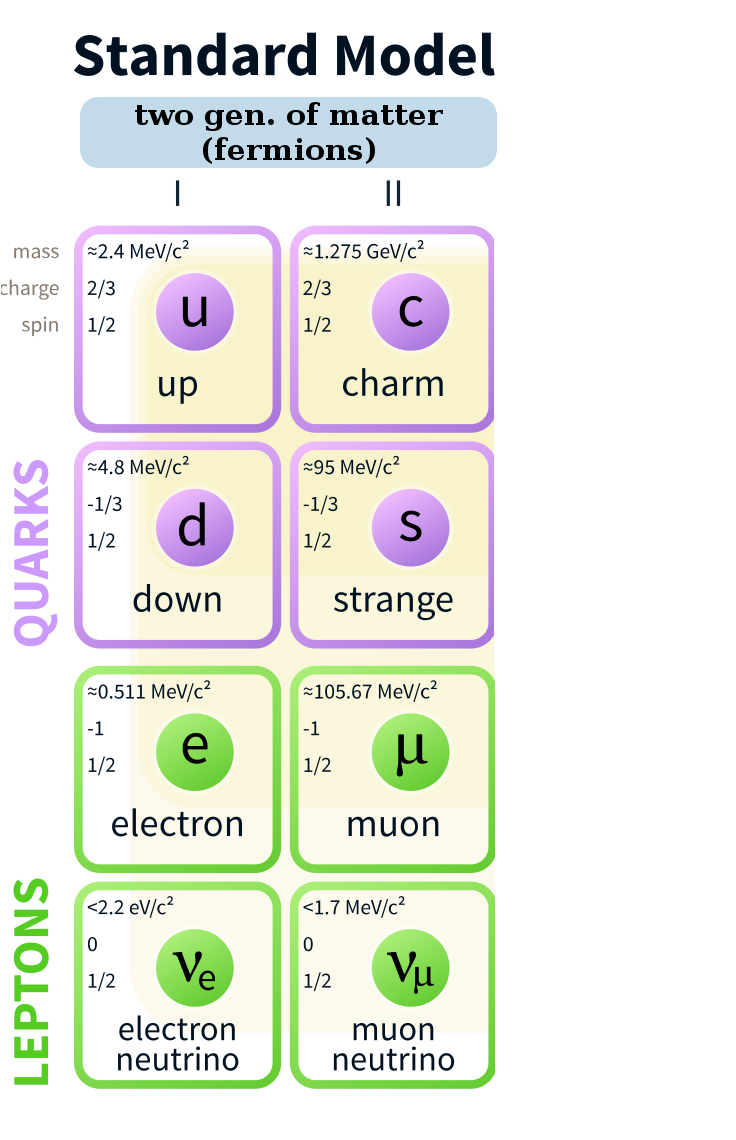 Standard Model
two gen. of matter
(fermions)
I
II
mass
charge
spin
≈2.4 MeV/c²
2/3
1/2
u
up
≈1.275 GeV/c²
2/3
1/2
c
charm
QUARKS
≈4.8 MeV/c²
-1/3
1/2
d
down
≈95 MeV/c²
-1/3
1/2
s
strange
≈0.511 MeV/c²
-1
1/2
e
electron
≈105.67 MeV/c²
-1
1/2
μ
muon
LEPTONS
<2.2 eV/c²
0
1/2
νe
electron
neutrino
<1.7 MeV/c²
0
1/2
νμ
muon
neutrino